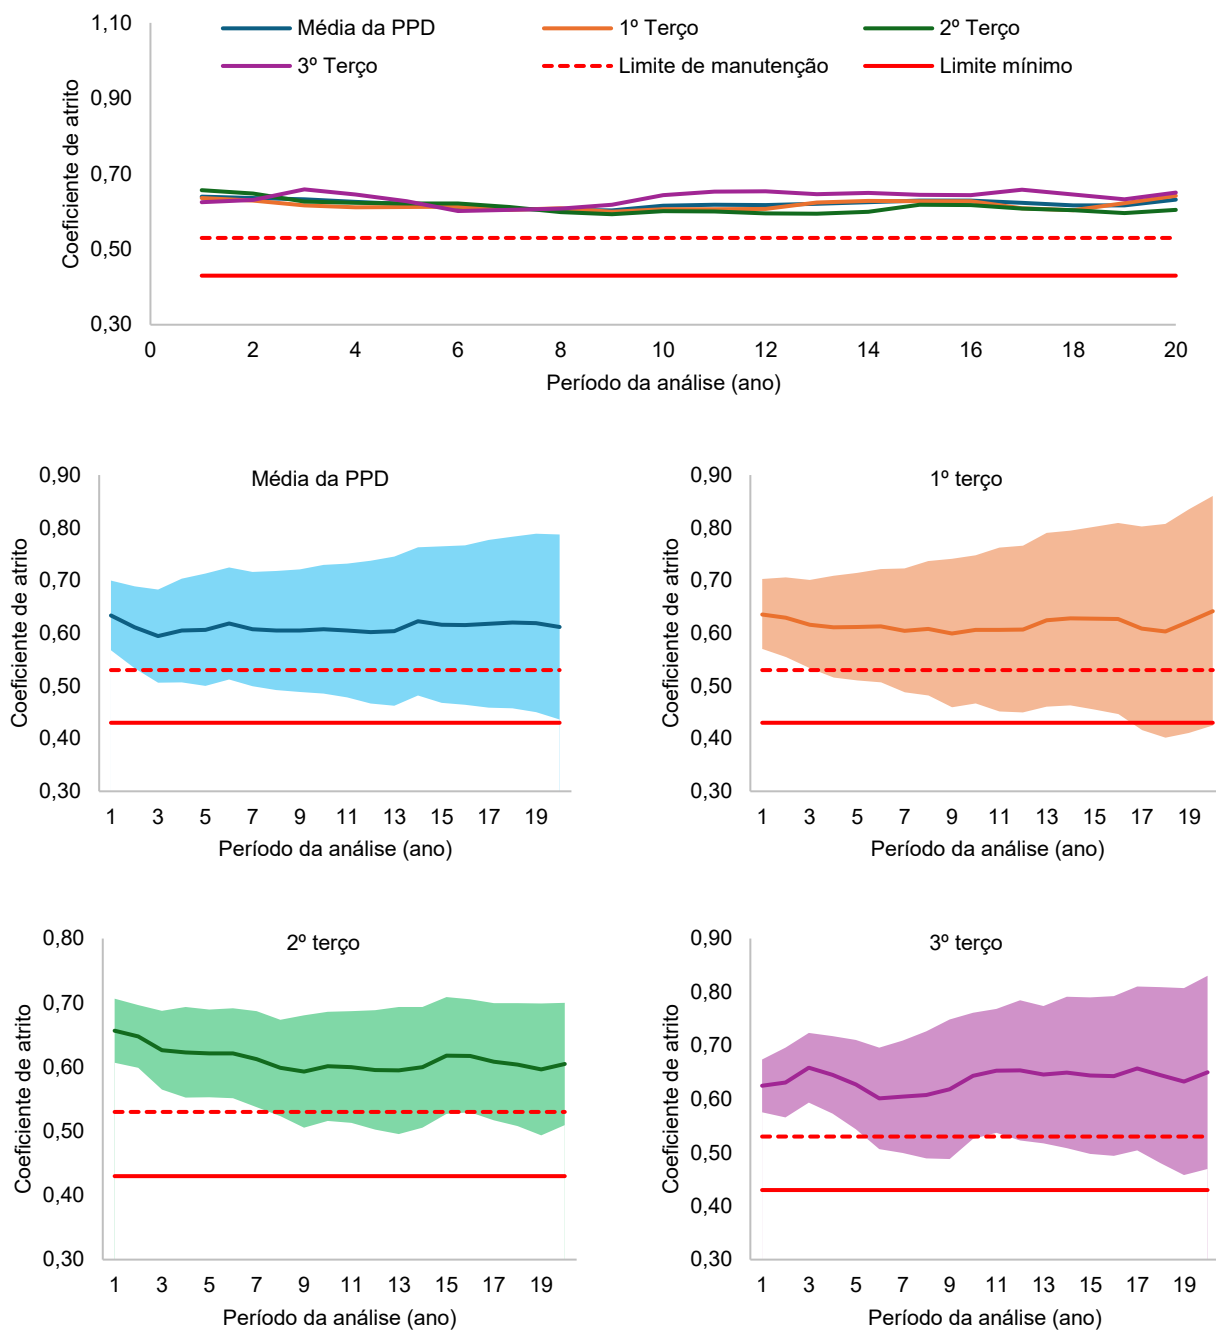 1,10
Média da PPD
1º Terço
2º Terço
3º Terço
Limite de manutenção
Limite mínimo
0,90
0,70
0,50
0,30
Coeficiente de atrito
0 2 4 6 8 10 12 14 16 18 20
Período da análise (ano)
Média da PPD
0,90
0,80
0,70
0,60
0,50
0,40
0,30
Coeficiente de atrito
1 3 5 7 9 11 13 15 17 19
Período da análise (ano)
1º terço
0,90
0,80
0,70
0,60
0,50
0,40
0,30
Coeficiente de atrito
1 3 5 7 9 11 13 15 17 19
Período da análise (ano)
2º terço
0,80
0,70
0,60
0,50
0,40
0,30
Coeficiente de atrito
1 3 5 7 9 11 13 15 17 19
Período da análise (ano)
3º terço
0,90
0,80
0,70
0,60
0,50
0,40
0,30
Coeficiente de atrito
1 3 5 7 9 11 13 15 17 19
Período da análise (ano)